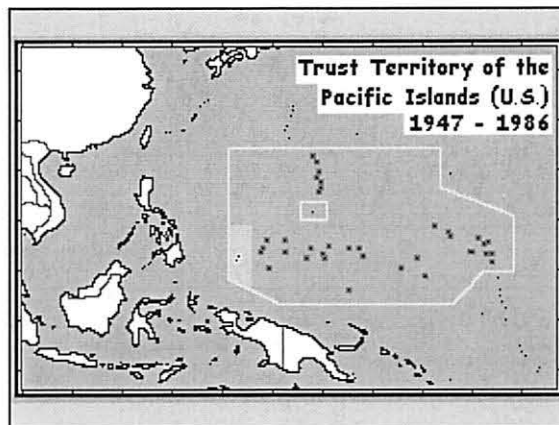 Trust Territory of the
Pacific Islands (U.S.)
1947 - 1986